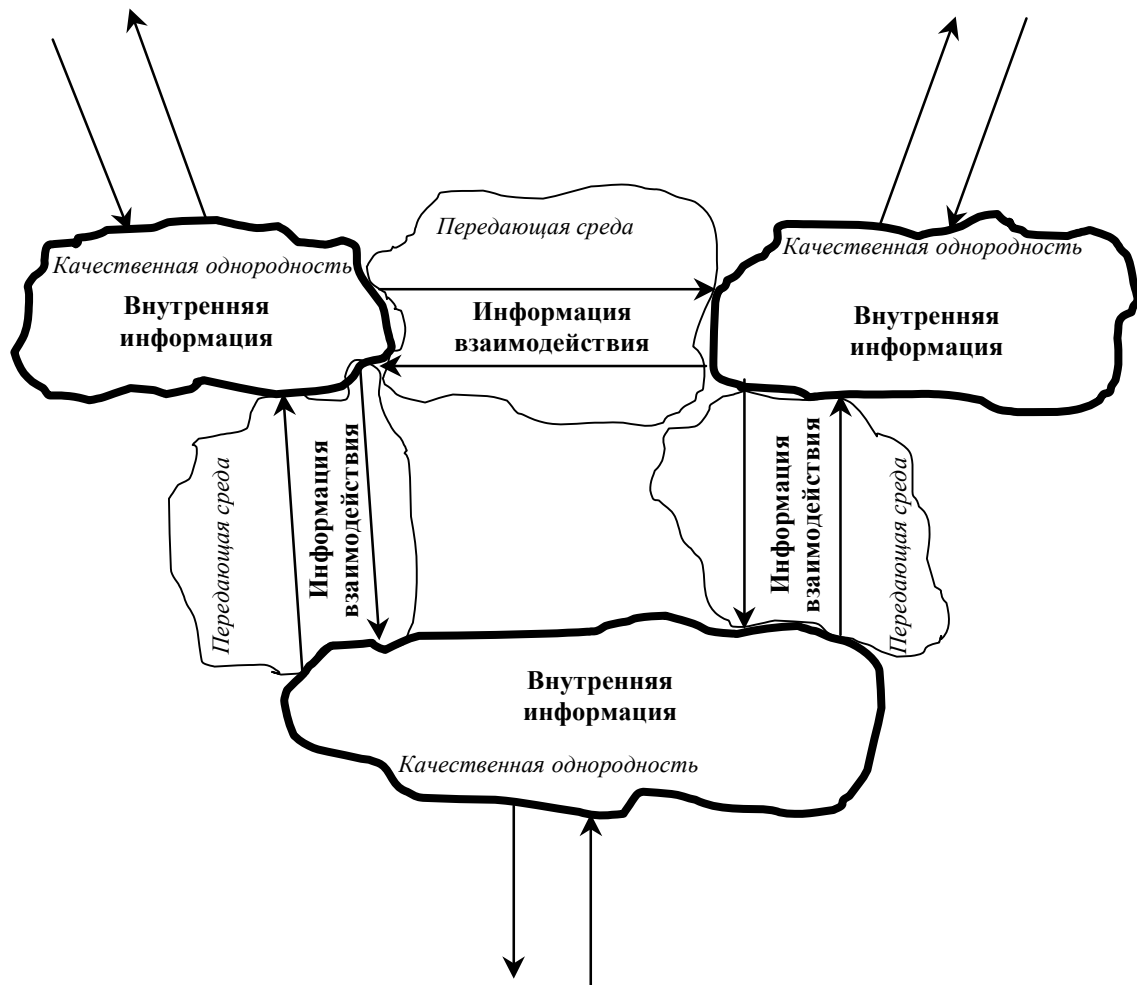 Передающая среда
Качественная однородность
Внутренняя
информация
Информация
взаимодействия
Качественная однородность
Внутренняя
информация
Передающая среда
Информация
взаимодействия
Информация
взаимодействия
Передающая среда
Внутренняя
информация
Качественная однородность